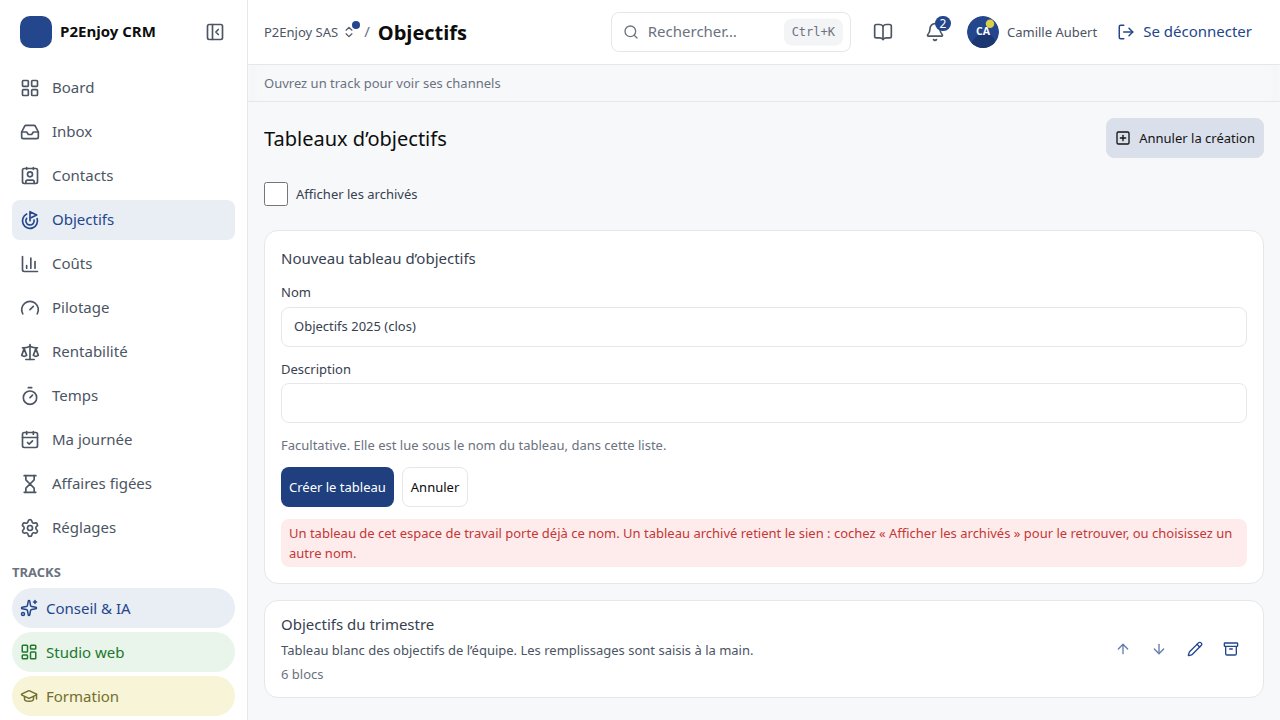 P2Enjoy CRM
P2Enjoy SAS / Objectifs
Rechercher... Ctrl+K
2
CA Camille Aubert
Se déconnecter
Board
Inbox
Contacts
Objectifs
Coûts
Pilotage
Rentabilité
Temps
Ma journée
Affaires figées
Réglages
TRACKS
Conseil & IA
Studio web
Formation
Ouvrez un track pour voir ses channels
Tableaux d’objectifs
Annuler la création
Afficher les archivés
Nouveau tableau d’objectifs
Nom
Objectifs 2025 (clos)
Description
Facultative. Elle est lue sous le nom du tableau, dans cette liste.
Créer le tableau Annuler
Un tableau de cet espace de travail porte déjà ce nom. Un tableau archivé retient le sien : cochez « Afficher les archivés » pour le retrouver, ou choisissez un
autre nom.
Objectifs du trimestre
Tableau blanc des objectifs de l’équipe. Les remplissages sont saisis à la main.
6 blocs